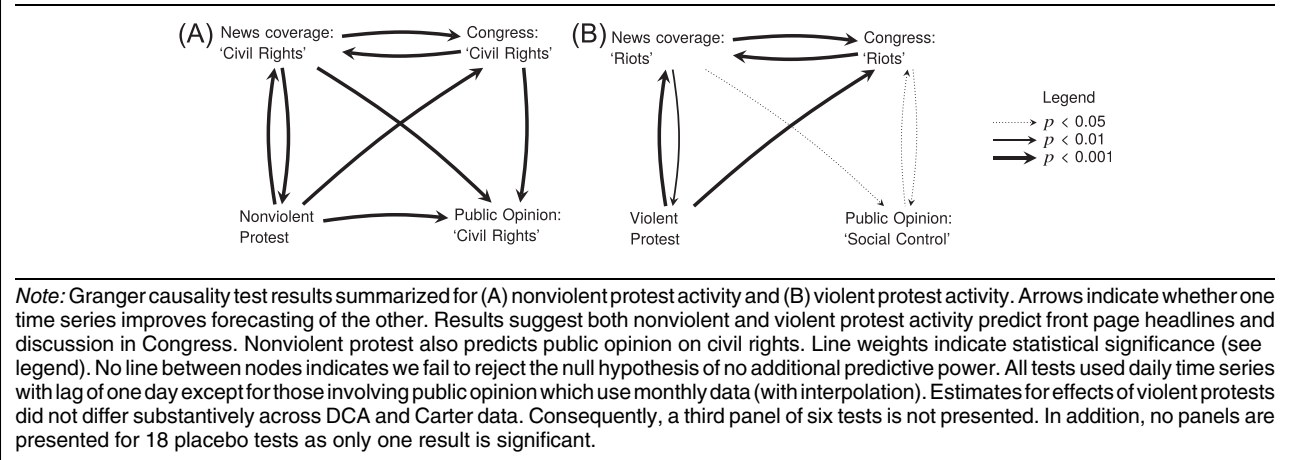 (A) News coverage: 'Civil Rights'
Congress: 'Civil Rights'
Nonviolent Protest
Public Opinion: 'Civil Rights'
(B) News coverage: 'Riots'
Congress: 'Riots'
Violent Protest
Public Opinion: 'Social Control'
Legend
p < 0.05
p < 0.01
p < 0.001
Note: Granger causality test results summarized for (A) nonviolent protest activity and (B) violent protest activity. Arrows indicate whether one
time series improves forecasting of the other. Results suggest both nonviolent and violent protest activity predict front page headlines and
discussion in Congress. Nonviolent protest also predicts public opinion on civil rights. Line weights indicate statistical significance (see
legend). No line between nodes indicates we fail to reject the null hypothesis of no additional predictive power. All tests used daily time series
with lag of one day except for those involving public opinion which use monthly data (with interpolation). Estimates for effects of violent protests
did not differ substantively across DCA and Carter data. Consequently, a third panel of six tests is not presented. In addition, no panels are
presented for 18 placebo tests as only one result is significant.